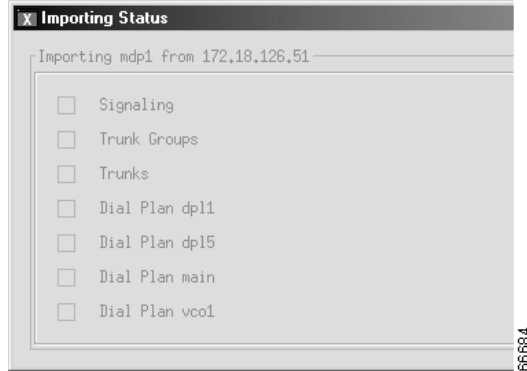 X Importing Status
Importing mdp1 from 172.18.126.51
Signaling
Trunk Groups
Trunks
Dial Plan dpl1
Dial Plan dpl5
Dial Plan main
Dial Plan vco1
66684